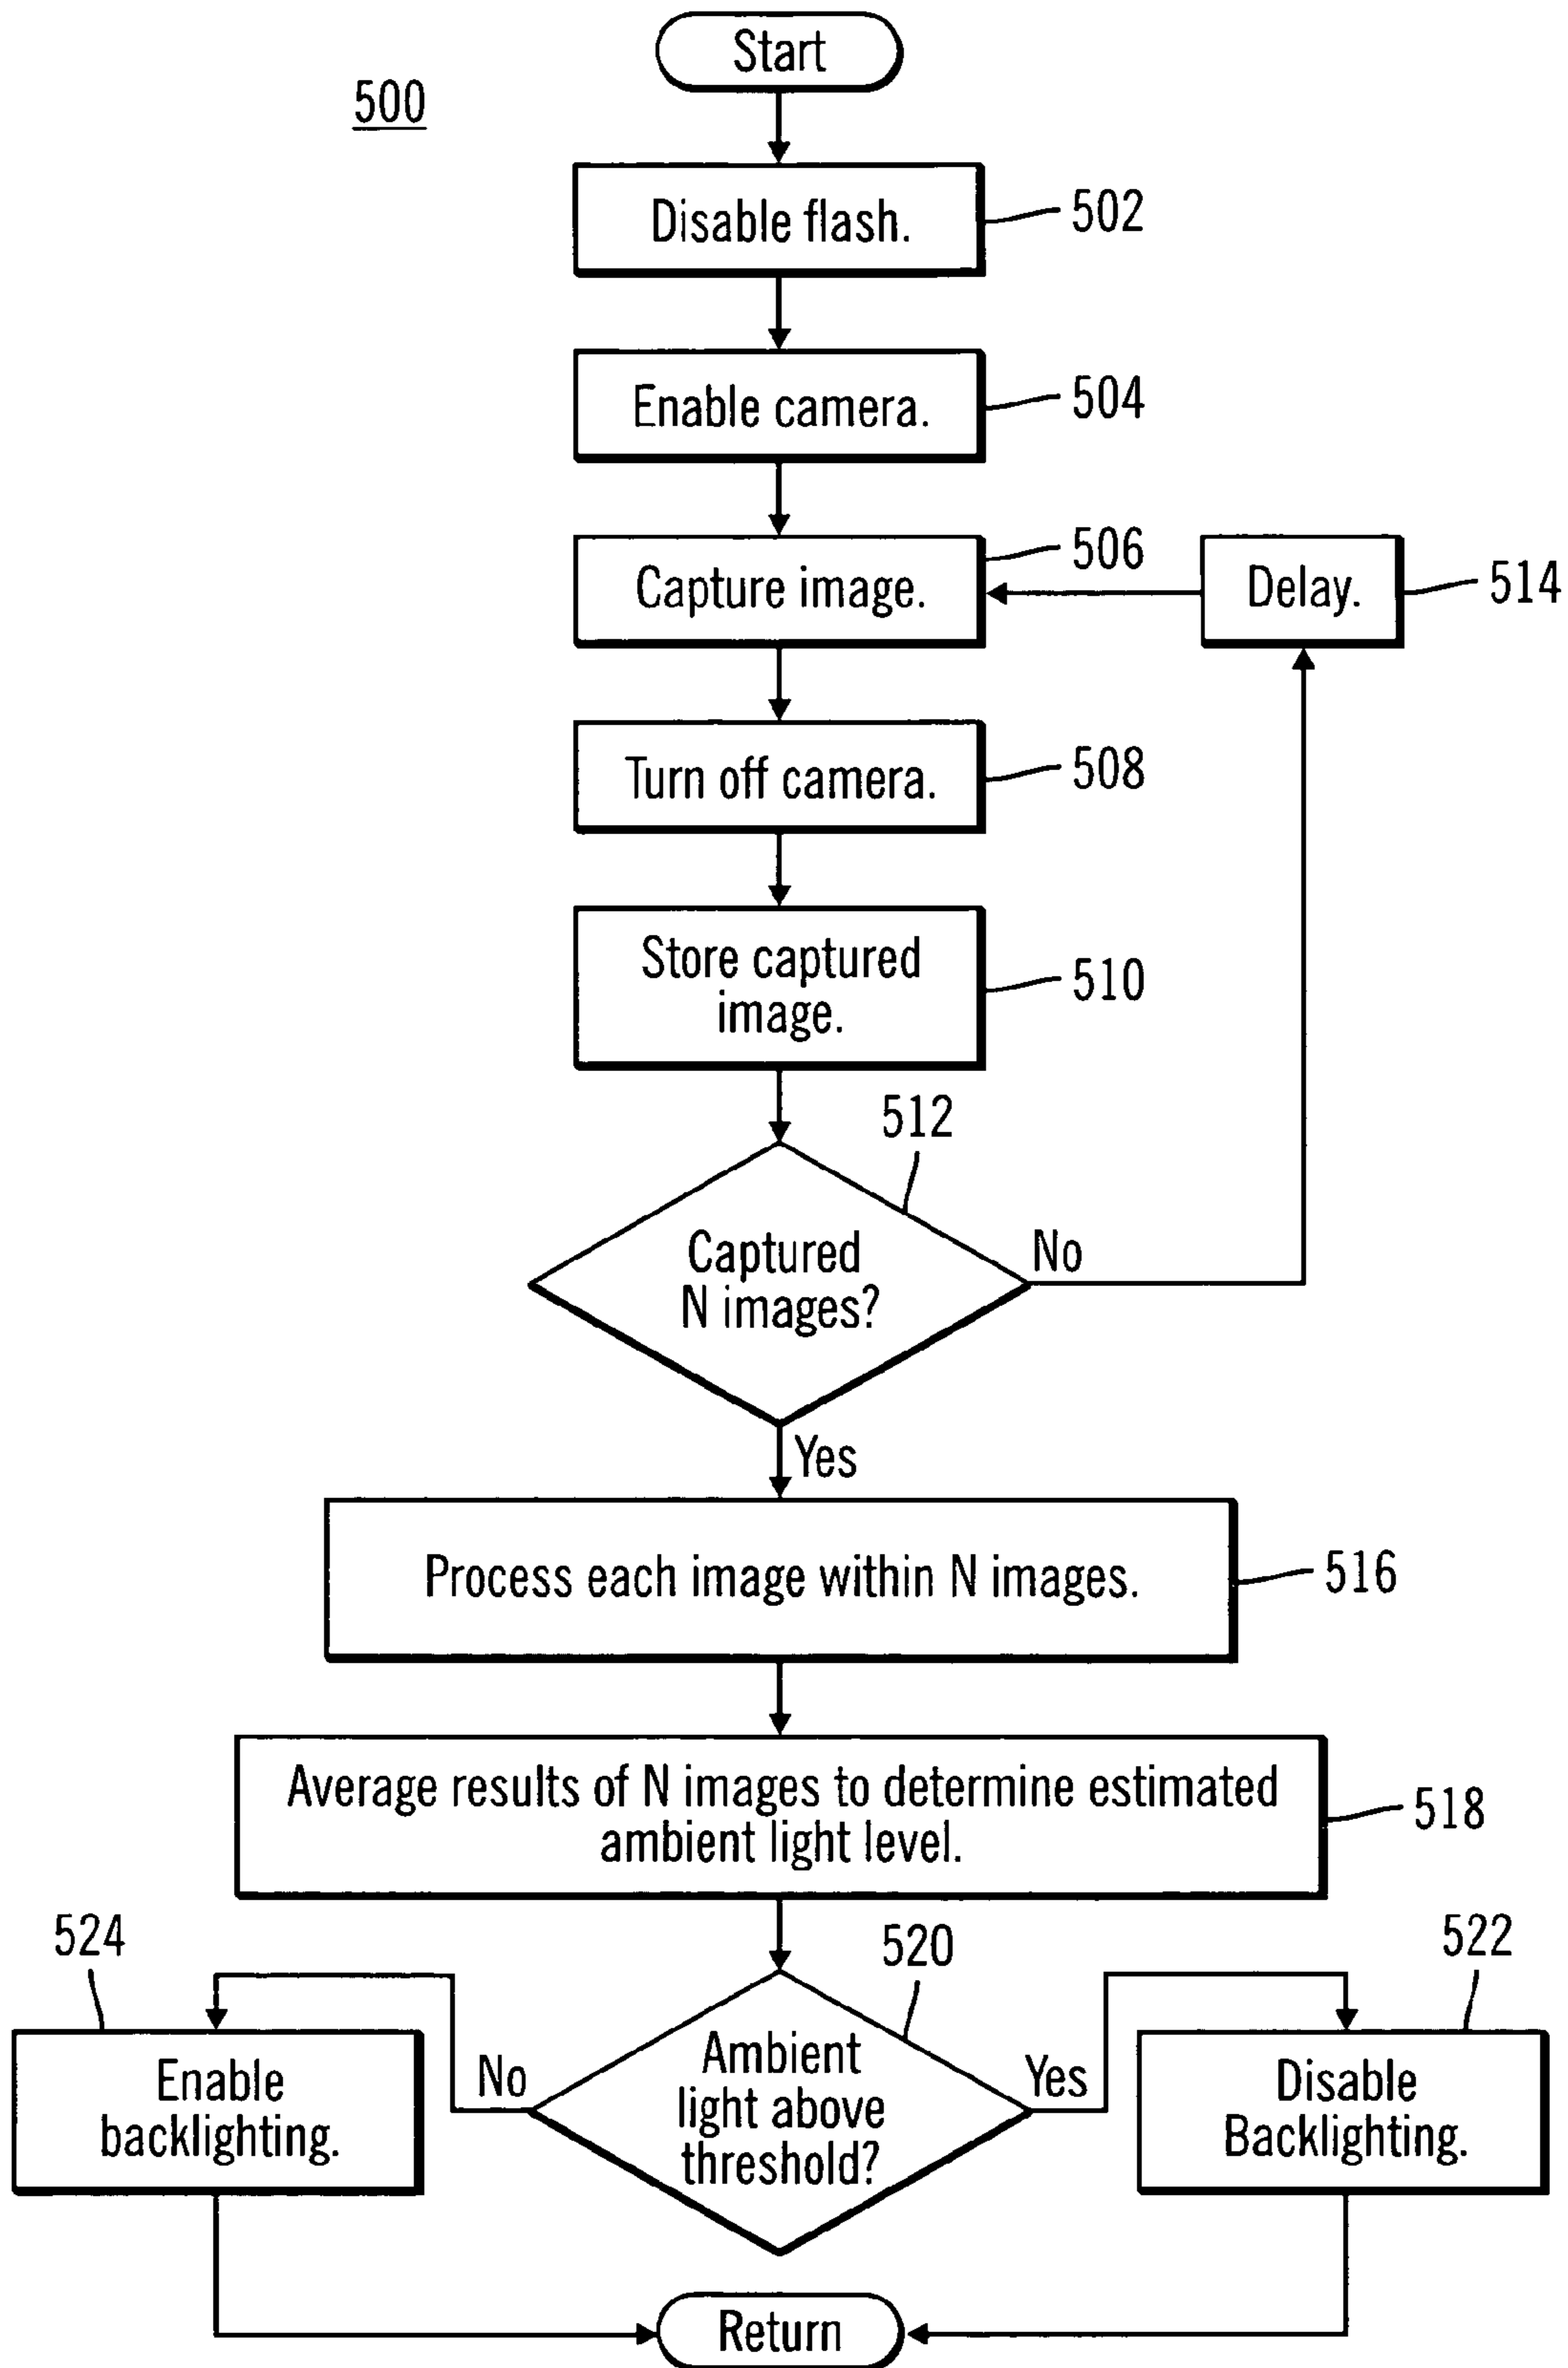 Start
500
Disable flash.
502
Enable camera.
504
Capture image.
506
Delay.
514
Turn off camera.
508
Store captured
image.
510
512
Captured
N images?
No
Yes
Process each image within N images.
516
Average results of N images to determine estimated
ambient light level.
518
524
520
522
Enable
backlighting.
No
Ambient
light above
threshold?
Yes
Disable
Backlighting.
Return